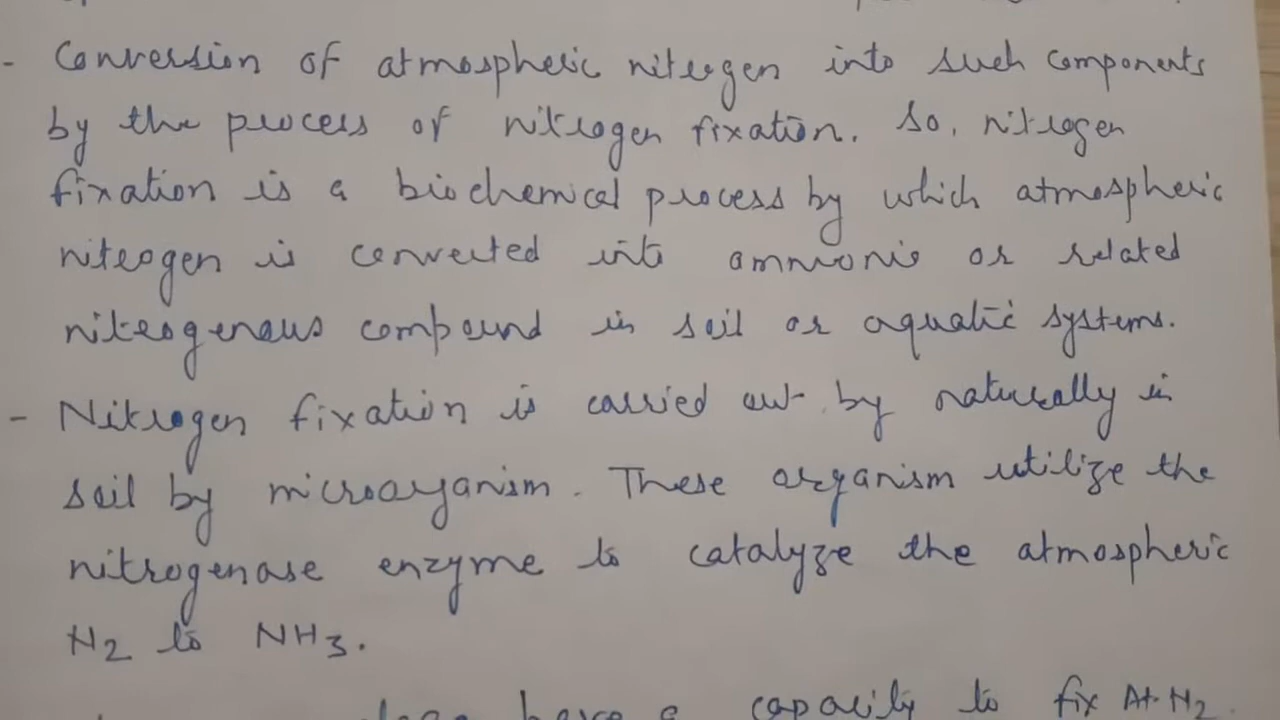 - Conversion of atmospheric nitrogen into such components
by the process of nitrogen fixation. So, nitrogen
fixation is a biochemical process by which atmospheric
nitrogen is converted into ammonia or related
nitrogenous compound in soil or aquatic systems.
- Nitrogen fixation is carried out by naturally in
soil by microorganism. These organism utilize the
nitrogenase enzyme to catalyze the atmospheric
N2 to NH3.
have a capacity to fix At. N2